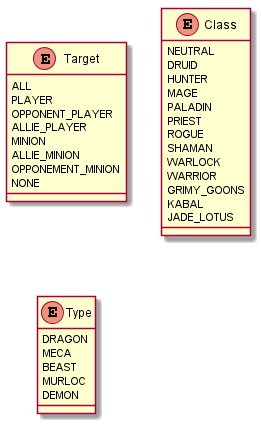 E Target
ALL
PLAYER
OPPONENT_PLAYER
ALLIE_PLAYER
MINION
ALLIE_MINION
OPPONEMENT_MINION
NONE
E Class
NEUTRAL
DRUID
HUNTER
MAGE
PALADIN
PRIEST
ROGUE
SHAMAN
WARLOCK
WARRIOR
GRIMY_GOONS
KABAL
JADE_LOTUS
E Type
DRAGON
MECA
BEAST
MURLOC
DEMON